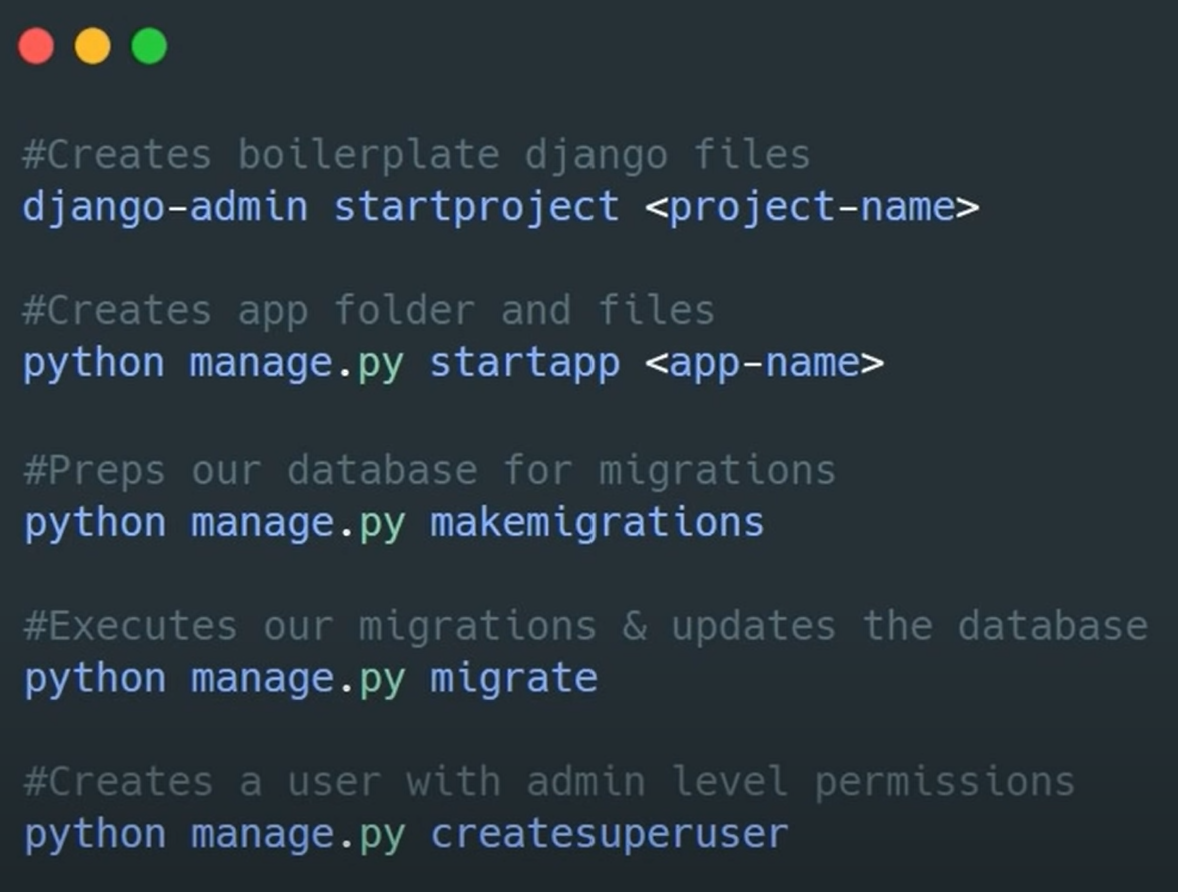 #Creates boilerplate django files
django-admin startproject <project-name>
#Creates app folder and files
python manage.py startapp <app-name>
#Preps our database for migrations
python manage.py makemigrations
#Executes our migrations & updates the database
python manage.py migrate
#Creates a user with admin level permissions
python manage.py createsuperuser